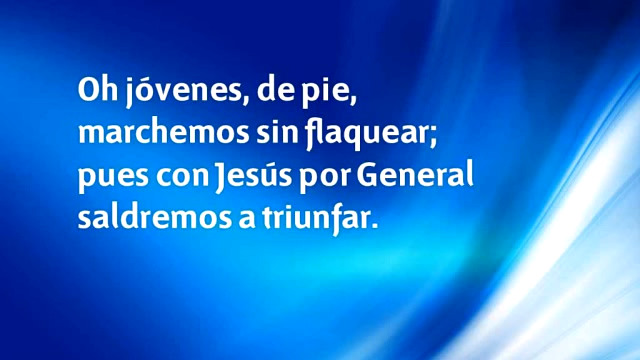 Oh jóvenes, de pie,
marchemos sin flaquear;
pues con Jesús por General
saldremos a triunfar.